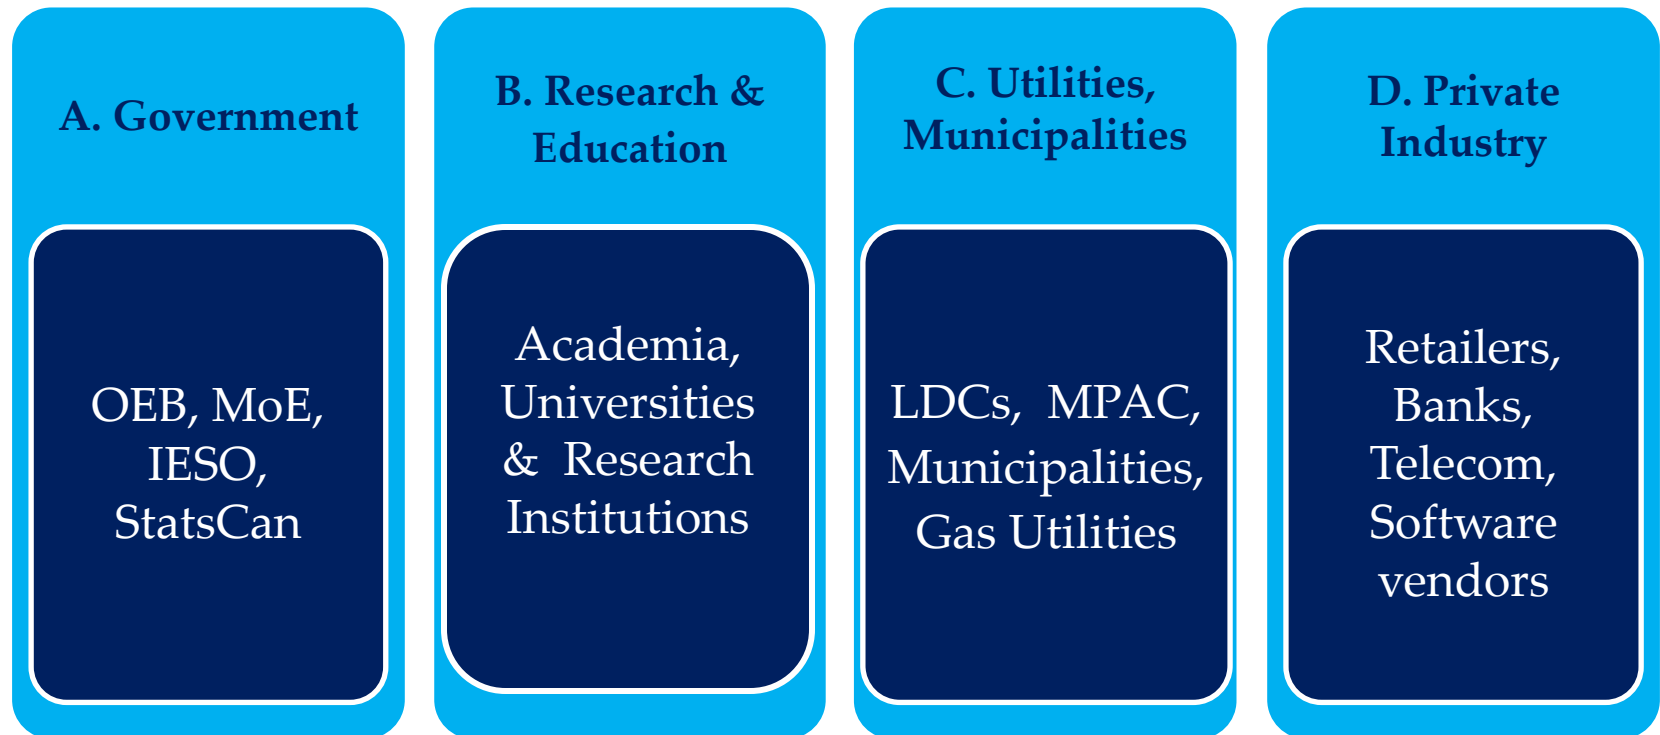 A. Government
OEB, MoE,
IESO,
StatsCan
B. Research &
Education
Academia,
Universities
& Research
Institutions
C. Utilities,
Municipalities
LDCs, MPAC,
Municipalities,
Gas Utilities
D. Private
Industry
Retailers,
Banks,
Telecom,
Software
vendors